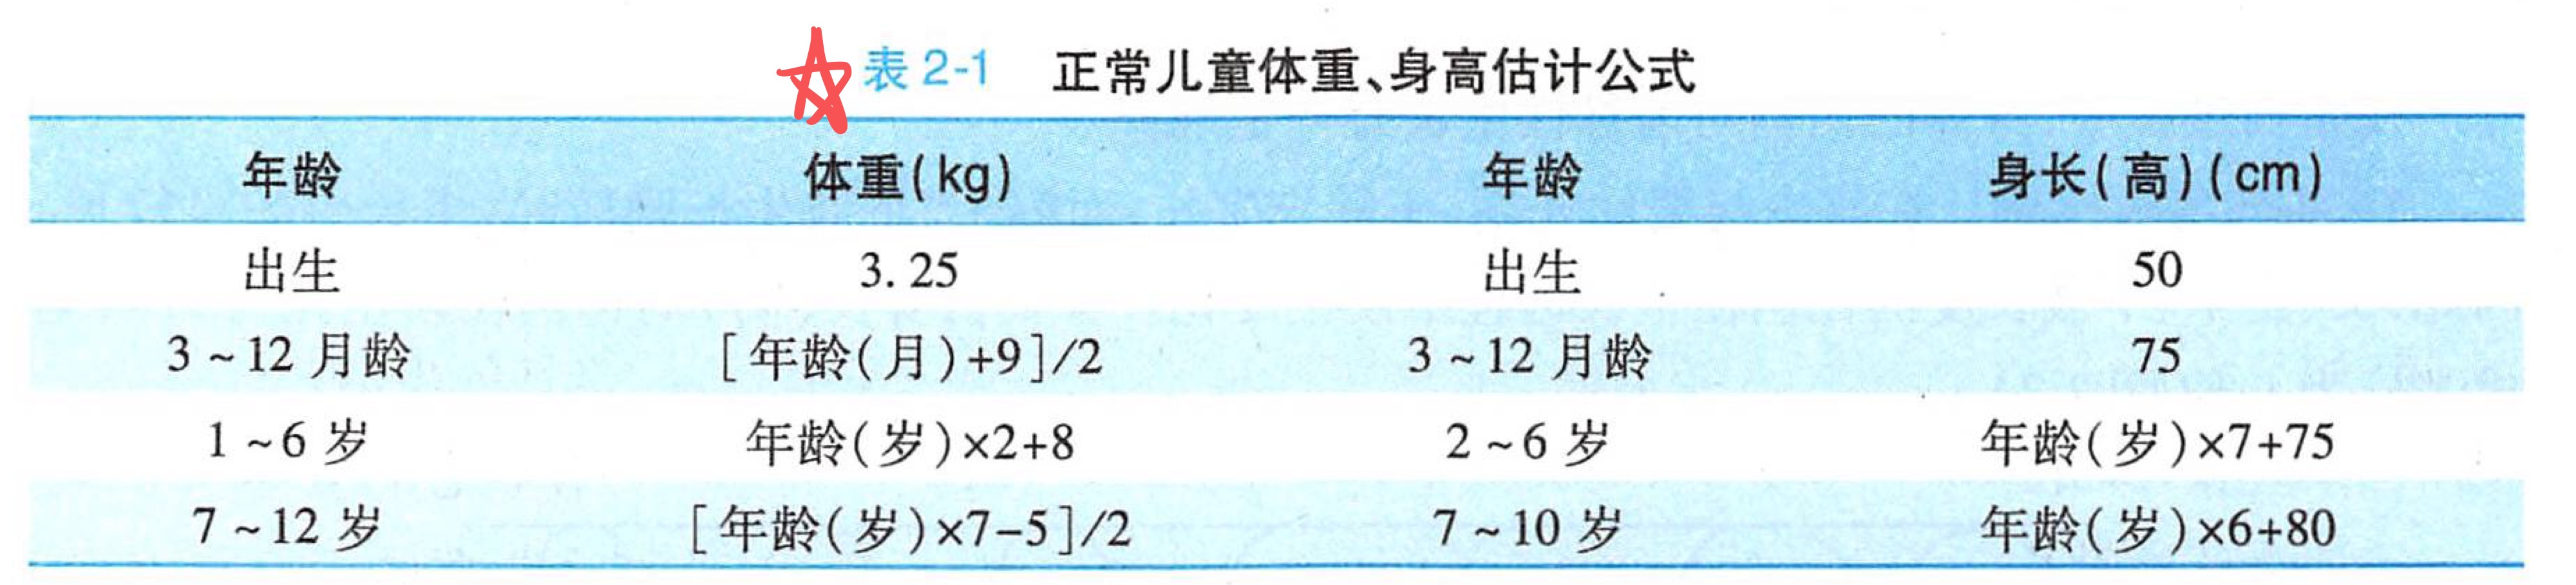 表 2-1 正常儿童体重、身高估计公式
年龄 体重(kg) 年龄 身长(高)(cm)
出生 3.25 出生 50
3~12 月龄 [年龄(月)+9]/2 3~12 月龄 75
1~6 岁 年龄(岁)×2+8 2~6 岁 年龄(岁)×7+75
7~12 岁 [年龄(岁)×7-5]/2 7~10 岁 年龄(岁)×6+80